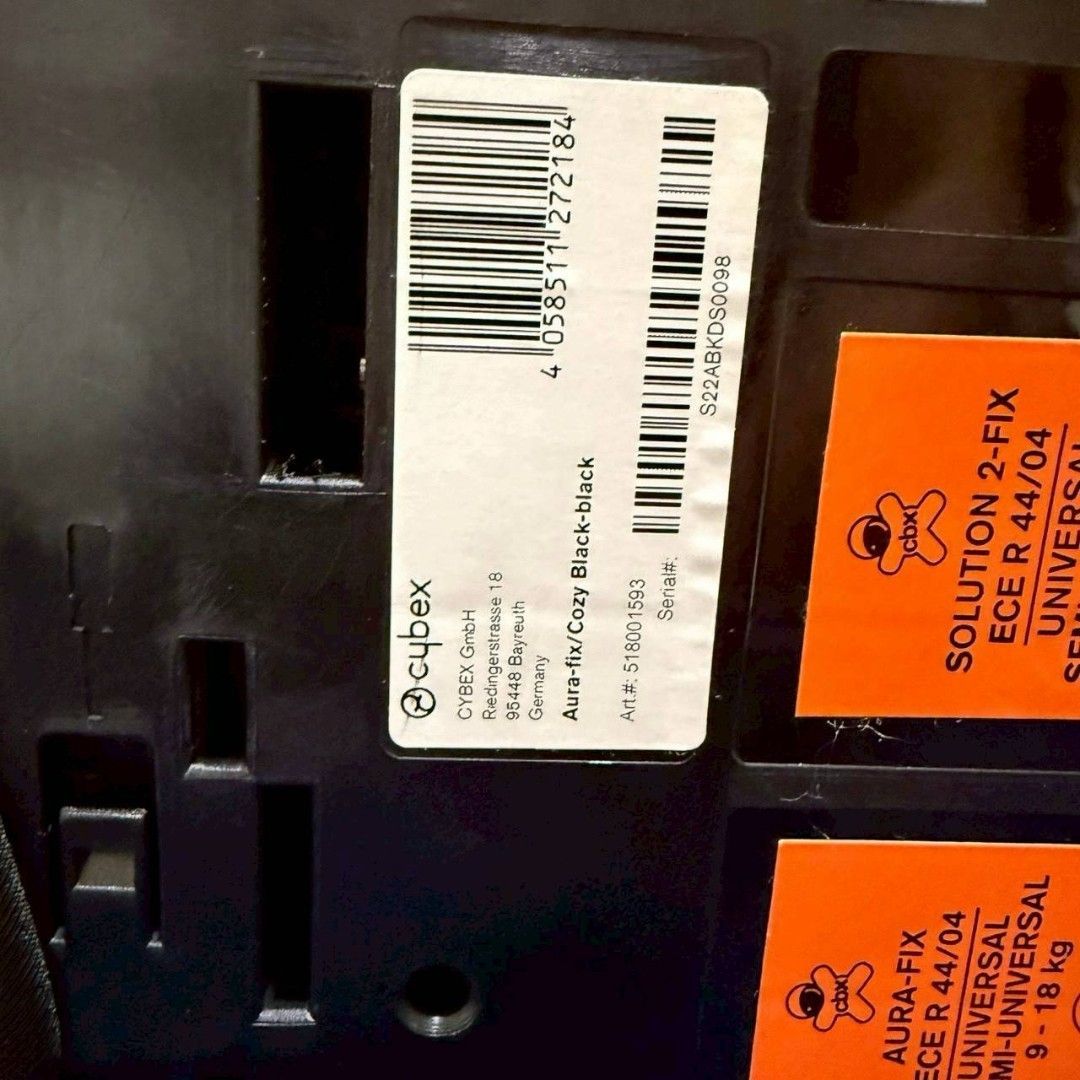 cybex
CYBEX GmbH
Riedingerstrasse 18
95448 Bayreuth
Germany
Aura-fix/Cozy Black-black
Art.#: 518001593
Serial#:
4 058511 272184
S22ABKDS0098
cbx
SOLUTION 2-FIX
ECE R 44/04
UNIVERSAL
cbx
AURA-FIX
ECE R 44/04
UNIVERSAL
MI-UNIVERSAL
9 - 18 kg